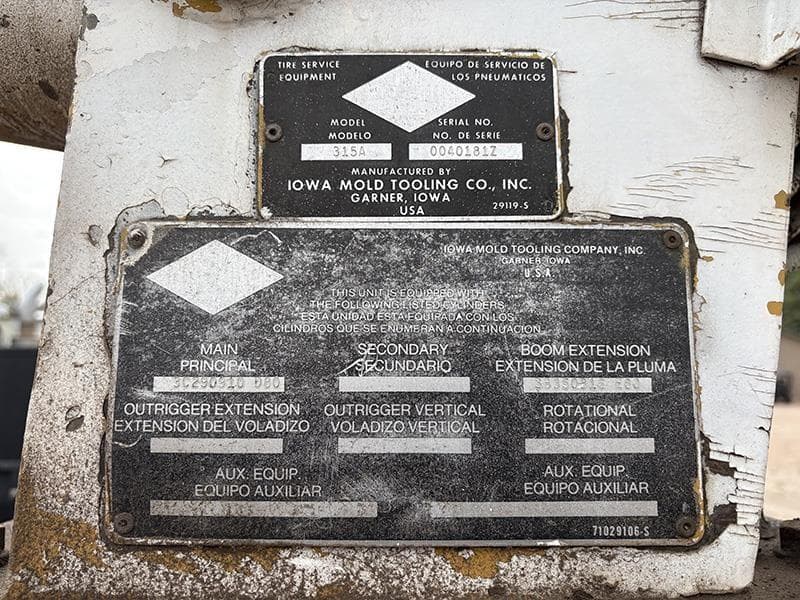 TIRE SERVICE EQUIPO DE SERVICIO DE
EQUIPMENT LOS PNEUMATICOS
MODEL SERIAL NO.
MODELO NO. DE SERIE
315A 0040181Z
MANUFACTURED BY
IOWA MOLD TOOLING CO., INC.
GARNER, IOWA
USA 29119-S
IOWA MOLD TOOLING COMPANY, INC.
GARNER, IOWA
U.S.A.
THIS UNIT IS EQUIPPED WITH
THE FOLLOWING LISTED CYLINDERS
ESTA UNIDAD ESTA EQUIPADA CON LOS
CILINDROS QUE SE ENUMERAN A CONTINUACION
MAIN SECONDARY BOOM EXTENSION
PRINCIPAL SECUNDARIO EXTENSION DE LA PLUMA
OUTRIGGER EXTENSION OUTRIGGER VERTICAL ROTATIONAL
EXTENSION DEL VOLADIZO VOLADIZO VERTICAL ROTACIONAL
AUX. EQUIP. AUX. EQUIP.
EQUIPO AUXILIAR EQUIPO AUXILIAR
71029106-S